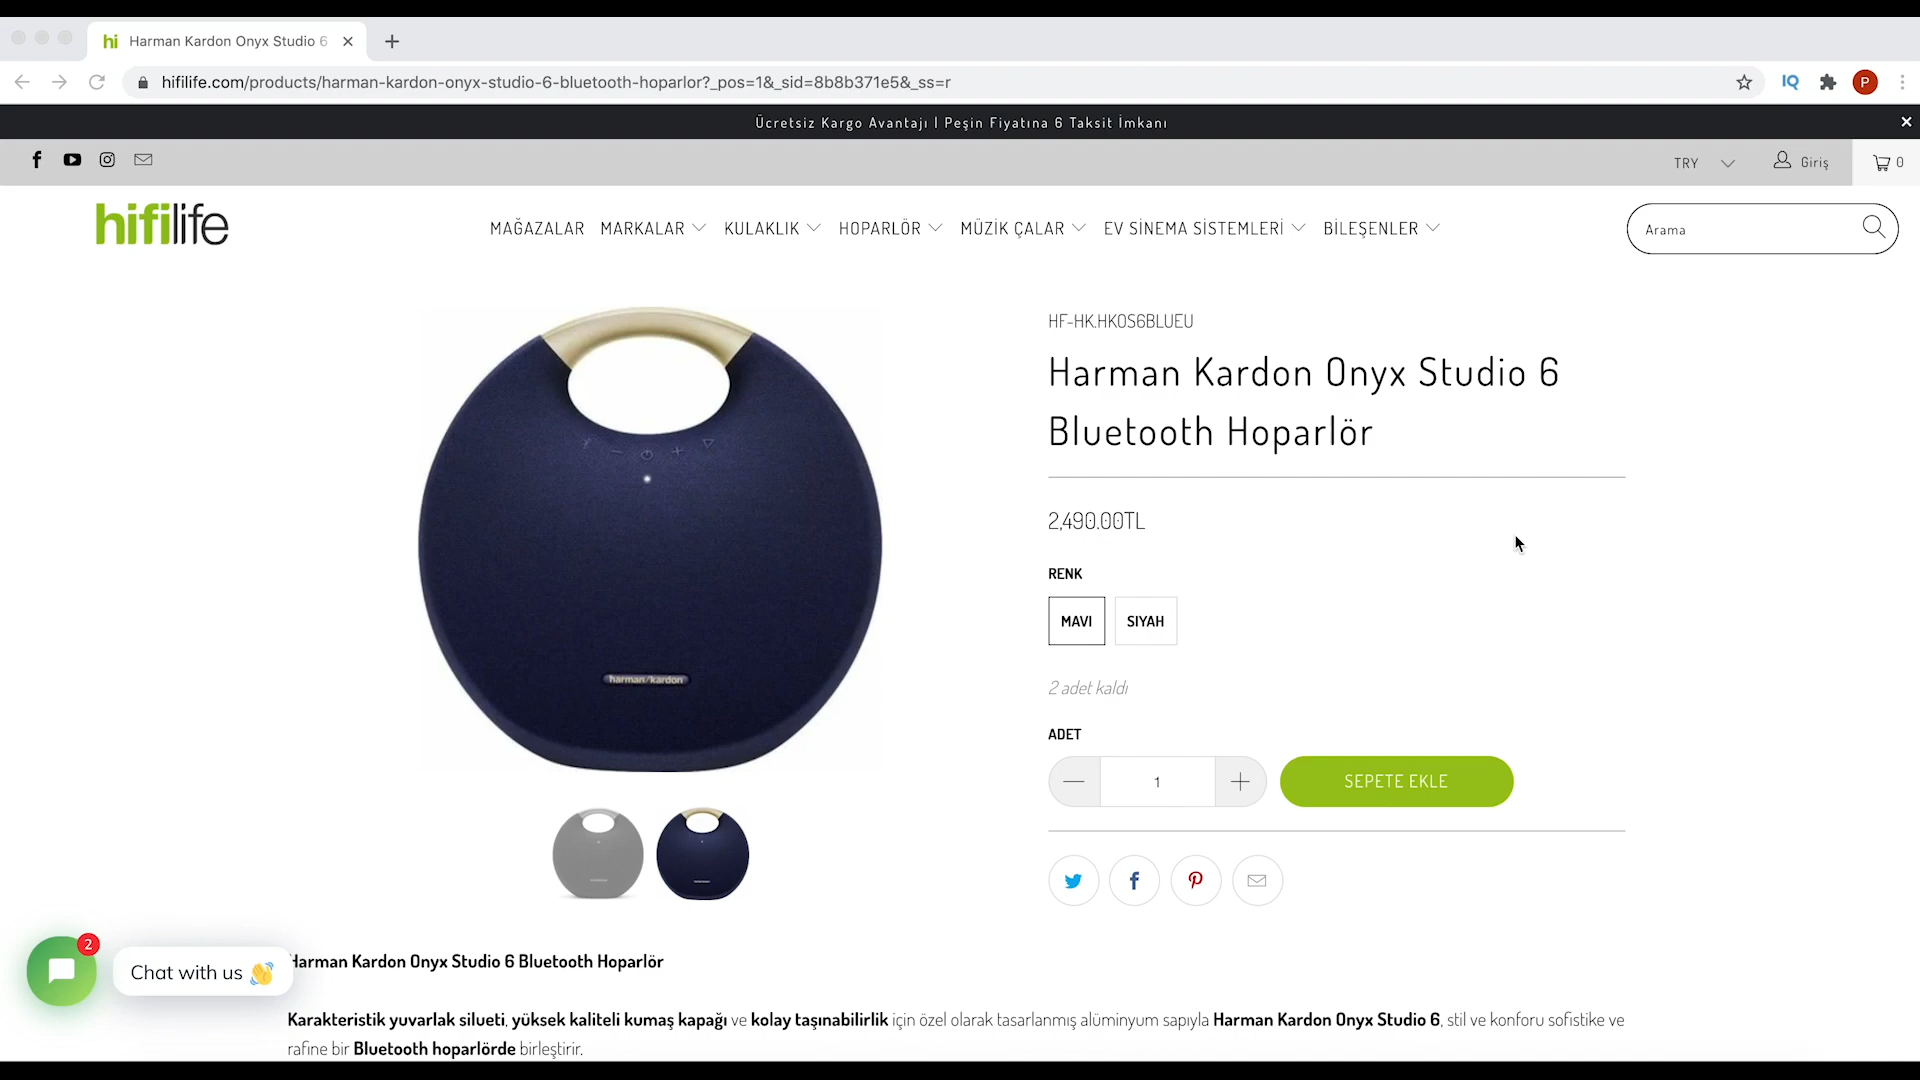 hi Harman Kardon Onyx Studio 6
hifilife.com/products/harman-kardon-onyx-studio-6-bluetooth-hoparlor?_pos=1&_sid=8b8b371e5&_ss=r
IQ
P
Ücretsiz Kargo Avantajı | Peşin Fiyatına 6 Taksit İmkanı
TRY
Giriş
0
hifilife
MAĞAZALAR MARKALAR KULAKLIK HOPARLÖR MÜZİK ÇALAR EV SİNEMA SİSTEMLERİ BİLEŞENLER
Arama
harman/kardon
HF-HK.HKOS6BLUEU
Harman Kardon Onyx Studio 6
Bluetooth Hoparlör
2,490.00TL
RENK
MAVI SIYAH
2 adet kaldı
ADET
1
SEPETE EKLE
2
Chat with us 👋
Harman Kardon Onyx Studio 6 Bluetooth Hoparlör
Karakteristik yuvarlak silueti, yüksek kaliteli kumaş kapağı ve kolay taşınabilirlik için özel olarak tasarlanmış alüminyum sapıyla Harman Kardon Onyx Studio 6, stil ve konforu sofistike ve
rafine bir Bluetooth hoparlörde birleştirir.